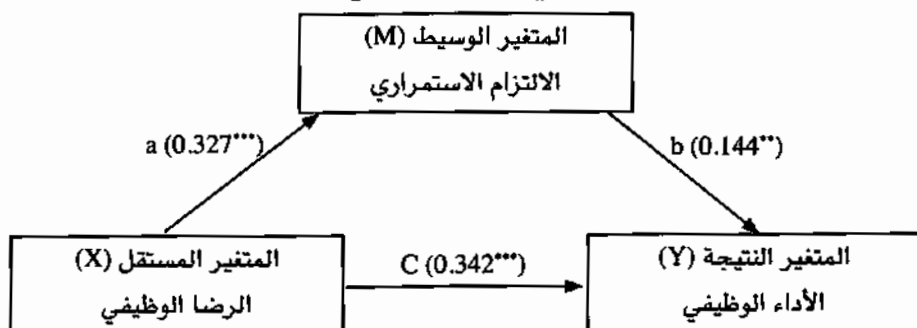 المتغير الوسيط (M)
الالتزام الاستمراري
a (0.327***)
b (0.144**)
المتغير المستقل (X)
الرضا الوظيفي
C (0.342***)
المتغير النتيجة (Y)
الأداء الوظيفي